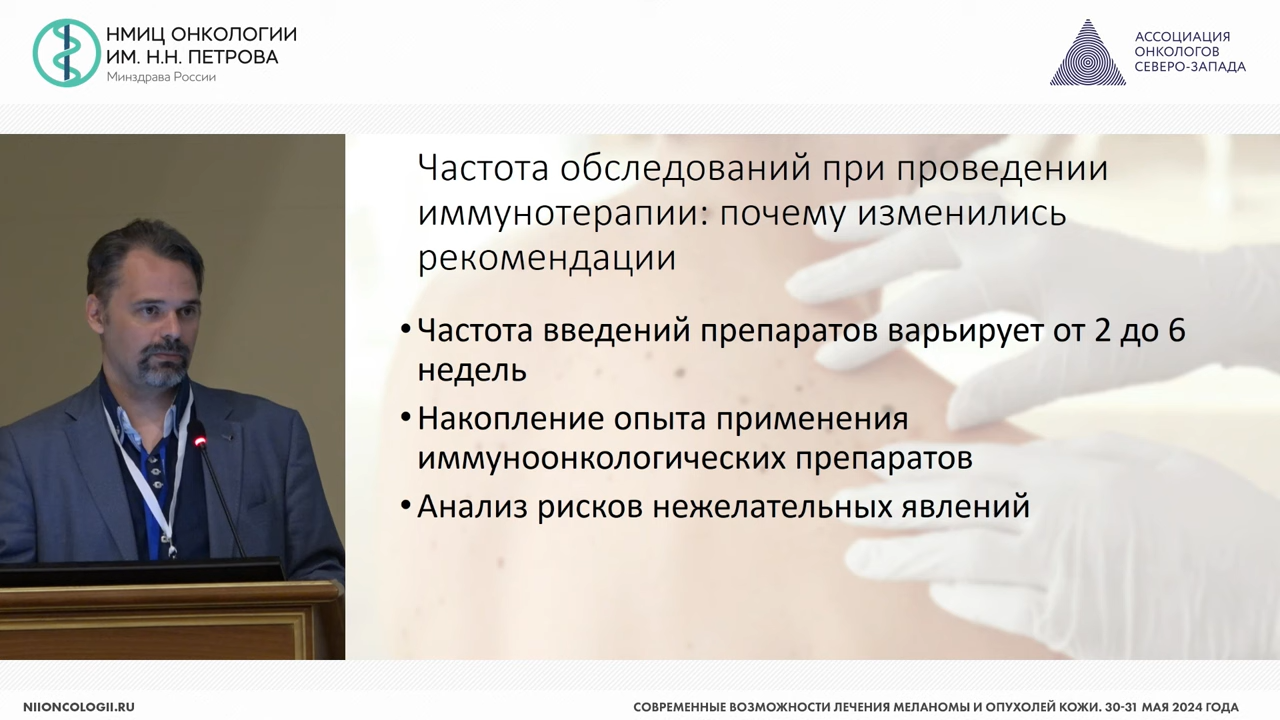 НМИЦ ОНКОЛОГИИ
ИМ. Н.Н. ПЕТРОВА
Минздрава России
АССОЦИАЦИЯ
ОНКОЛОГОВ
СЕВЕРО-ЗАПАДА
Частота обследований при проведении
иммунотерапии: почему изменились
рекомендации
• Частота введений препаратов варьирует от 2 до 6
недель
• Накопление опыта применения
иммуноонкологических препаратов
• Анализ рисков нежелательных явлений
NIIONCOLOGII.RU
СОВРЕМЕННЫЕ ВОЗМОЖНОСТИ ЛЕЧЕНИЯ МЕЛАНОМЫ И ОПУХОЛЕЙ КОЖИ. 30-31 МАЯ 2024 ГОДА